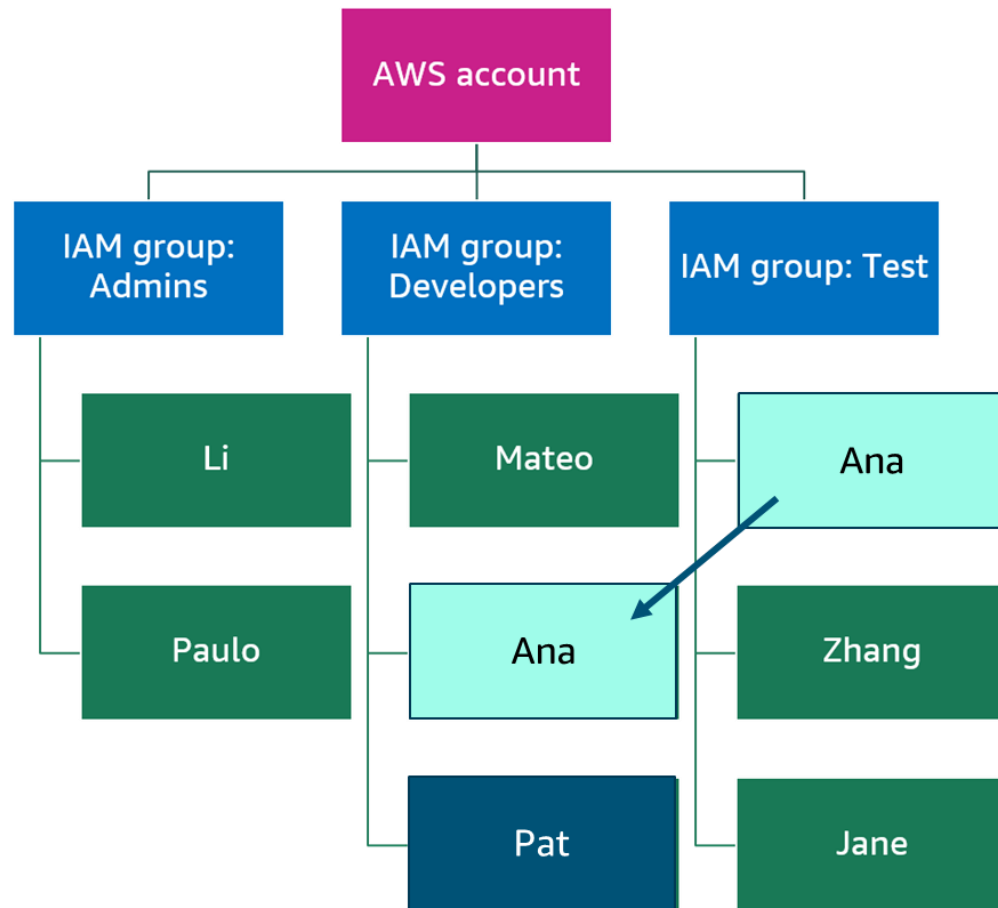 AWS account
IAM group:
Admins
IAM group:
Developers
IAM group: Test
Li
Mateo
Ana
Paulo
Ana
Zhang
Pat
Jane